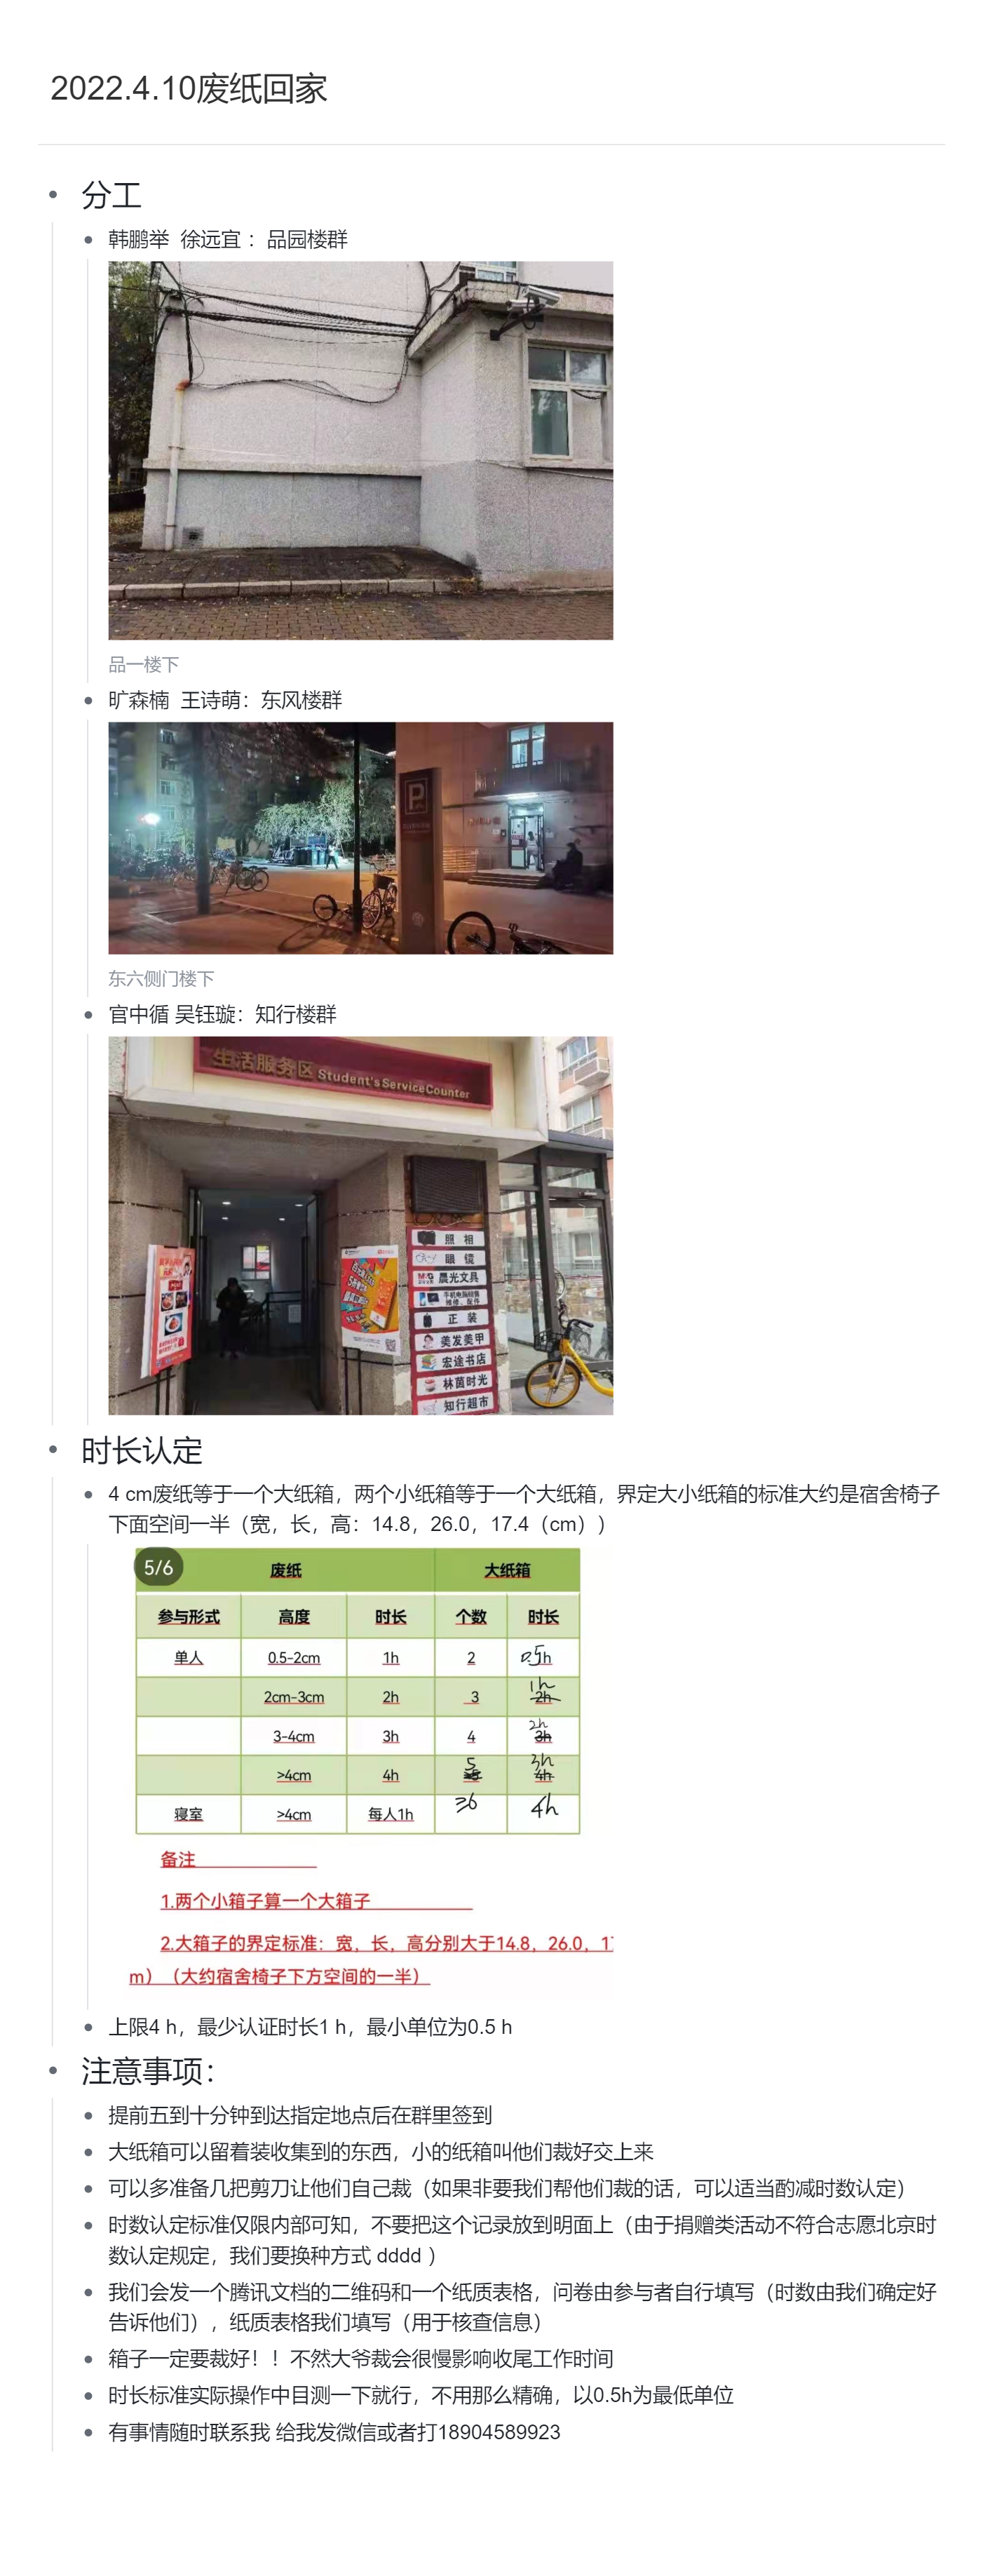 2022.4.10废纸回家
分工
韩鹏举 徐远宜 ：品园楼群
品一楼下
旷森楠 王诗萌：东风楼群
P
东六侧门楼下
官中循 吴钰璇：知行楼群
生活服务区 Student's Service Counter
照相
眼镜
M&G 晨光文具
正装
美发美甲
宏途书店
林茵时光
知行超市
时长认定
4 cm废纸等于一个大纸箱，两个小纸箱等于一个大纸箱，界定大小纸箱的标准大约是宿舍椅子
下面空间一半（宽，长，高：14.8，26.0，17.4（cm））
5/6
废纸 大纸箱
参与形式 高度 时长 个数 时长
单人 0.5-2cm 1h 2 0.5h
2cm-3cm 2h 3 1h 2h
3-4cm 3h 4 2h 3h
>4cm 4h 5 3h 4h
寝室 >4cm 每人1h ≥6 4h
备注
1.两个小箱子算一个大箱子
2.大箱子的界定标准：宽，长，高分别大于14.8，26.0，1
m）（大约宿舍椅子下方空间的一半）
上限4 h，最少认证时长1 h，最小单位为0.5 h
注意事项：
提前五到十分钟到达指定地点后在群里签到
大纸箱可以留着装收集到的东西，小的纸箱叫他们裁好交上来
可以多准备几把剪刀让他们自己裁（如果非要我们帮他们裁的话，可以适当酌减时数认定）
时数认定标准仅限内部可知，不要把这个记录放到明面上（由于捐赠类活动不符合志愿北京时
数认定规定，我们要换种方式 dddd ）
我们会发一个腾讯文档的二维码和一个纸质表格，问卷由参与者自行填写（时数由我们确定好
告诉他们），纸质表格我们填写（用于核查信息）
箱子一定要裁好！！不然大爷裁会很慢影响收尾工作时间
时长标准实际操作中目测一下就行，不用那么精确，以0.5h为最低单位
有事情随时联系我 给我发微信或者打18904589923